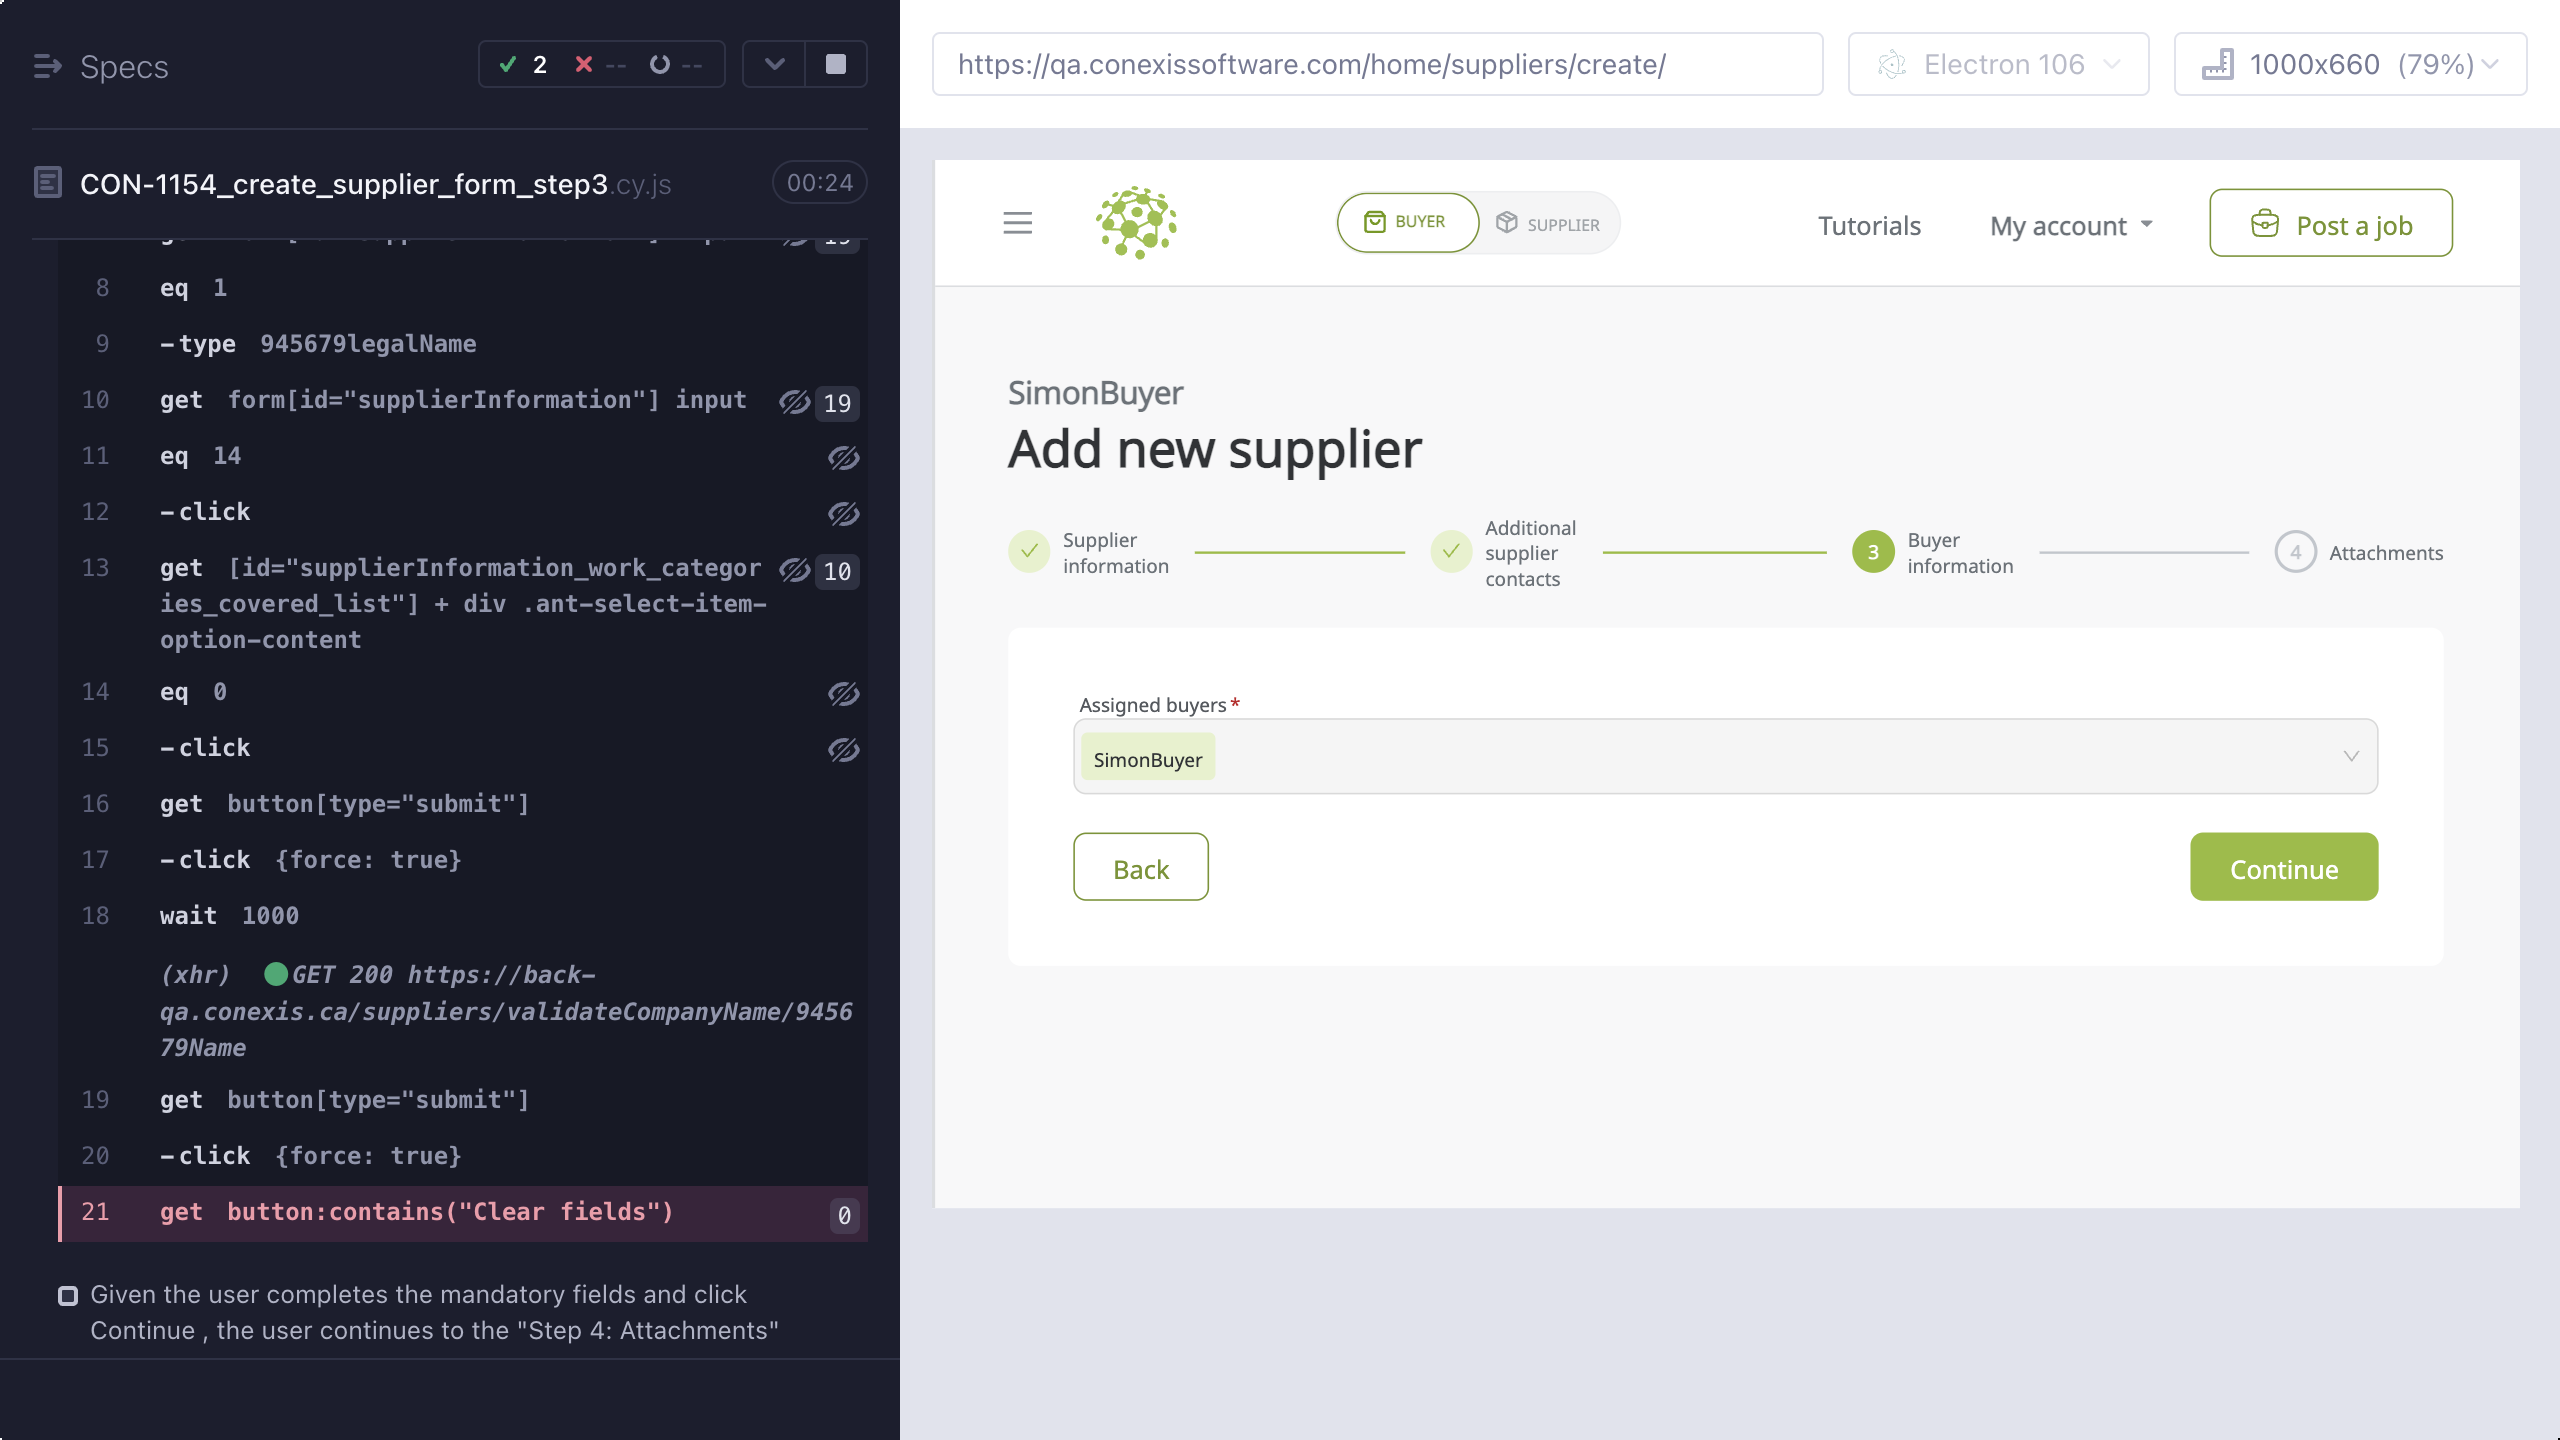 Specs
2
--
--
CON-1154_create_supplier_form_step3.cy.js
00:24
8 eq 1
9 -type 945679legalName
10 get form[id="supplierInformation"] input 19
11 eq 14
12 -click
13 get [id="supplierInformation_work_categor
ies_covered_list"] + div .ant-select-item-
option-content
10
14 eq 0
15 -click
16 get button[type="submit"]
17 -click {force: true}
18 wait 1000
(xhr) GET 200 https://back-
qa.conexis.ca/suppliers/validateCompanyName/9456
79Name
19 get button[type="submit"]
20 -click {force: true}
21 get button:contains("Clear fields") 0
Given the user completes the mandatory fields and click
Continue , the user continues to the "Step 4: Attachments"
https://qa.conexissoftware.com/home/suppliers/create/
Electron 106
1000x660 (79%)
BUYER
SUPPLIER
Tutorials
My account
Post a job
SimonBuyer
Add new supplier
Supplier
information
Additional
supplier
contacts
3
Buyer
information
4
Attachments
Assigned buyers*
SimonBuyer
Back
Continue